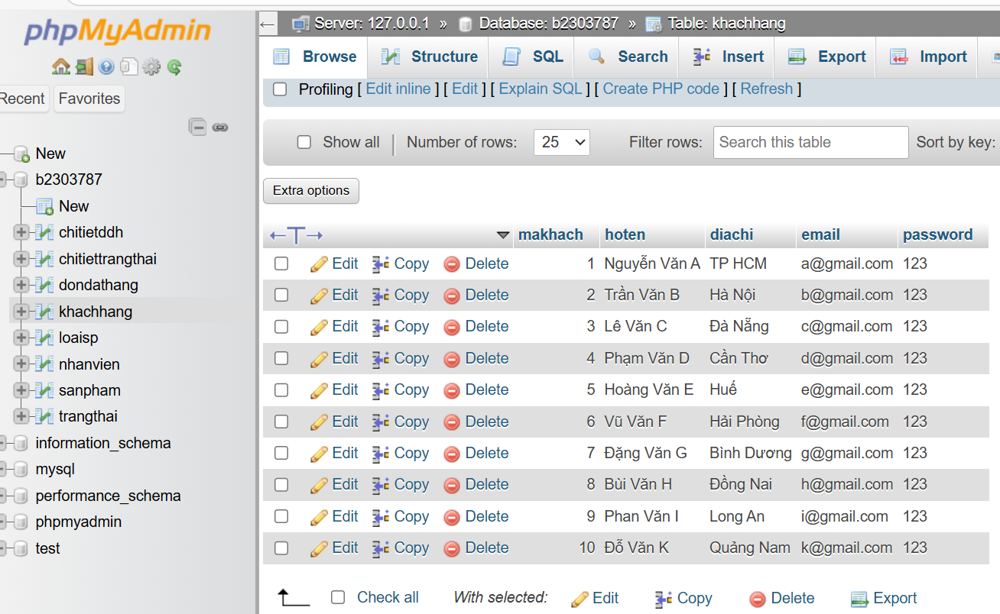 phpMyAdmin
Recent Favorites
New
b2303787
New
chitietddh
chitiettrangthai
dondathang
khachhang
loaisp
nhanvien
sanpham
trangthai
information_schema
mysql
performance_schema
phpmyadmin
test
Server: 127.0.0.1 » Database: b2303787 » Table: khachhang
Browse Structure SQL Search Insert Export Import
Profiling [ Edit inline ] [ Edit ] [ Explain SQL ] [ Create PHP code ] [ Refresh ]
Show all Number of rows: 25 Filter rows: Search this table Sort by key:
Extra options
makhach hoten diachi email password
Edit Copy Delete 1 Nguyễn Văn A TP HCM a@gmail.com 123
Edit Copy Delete 2 Trần Văn B Hà Nội b@gmail.com 123
Edit Copy Delete 3 Lê Văn C Đà Nẵng c@gmail.com 123
Edit Copy Delete 4 Phạm Văn D Cần Thơ d@gmail.com 123
Edit Copy Delete 5 Hoàng Văn E Huế e@gmail.com 123
Edit Copy Delete 6 Vũ Văn F Hải Phòng f@gmail.com 123
Edit Copy Delete 7 Đặng Văn G Bình Dương g@gmail.com 123
Edit Copy Delete 8 Bùi Văn H Đồng Nai h@gmail.com 123
Edit Copy Delete 9 Phan Văn I Long An i@gmail.com 123
Edit Copy Delete 10 Đỗ Văn K Quảng Nam k@gmail.com 123
Check all With selected: Edit Copy Delete Export